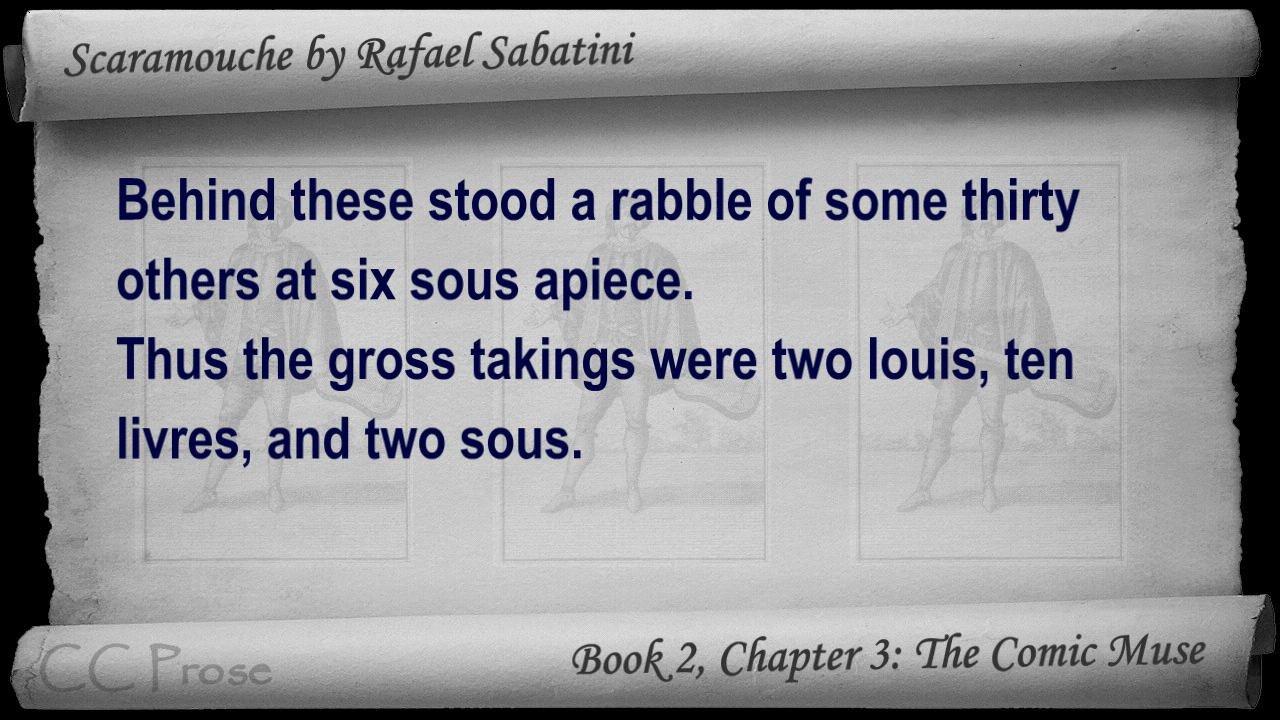 Scaramouche by Rafael Sabatini
Behind these stood a rabble of some thirty
others at six sous apiece.
Thus the gross takings were two louis, ten
livres, and two sous.
CC Prose
Book 2, Chapter 3: The Comic Muse